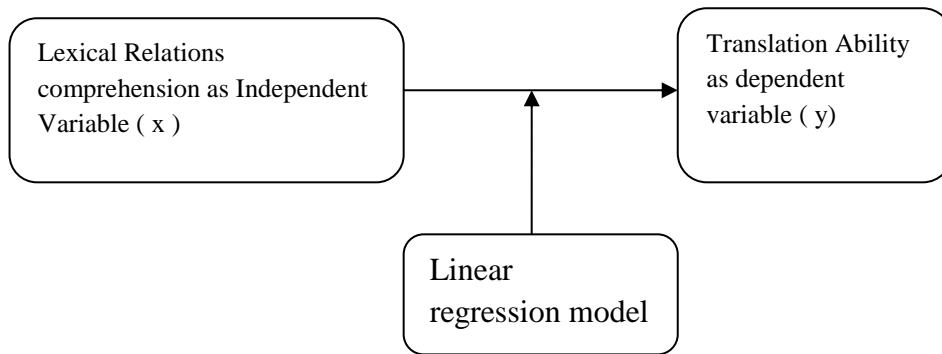 Lexical Relations
comprehension as Independent
Variable ( x )
Translation Ability
as dependent
variable ( y)
Linear
regression model